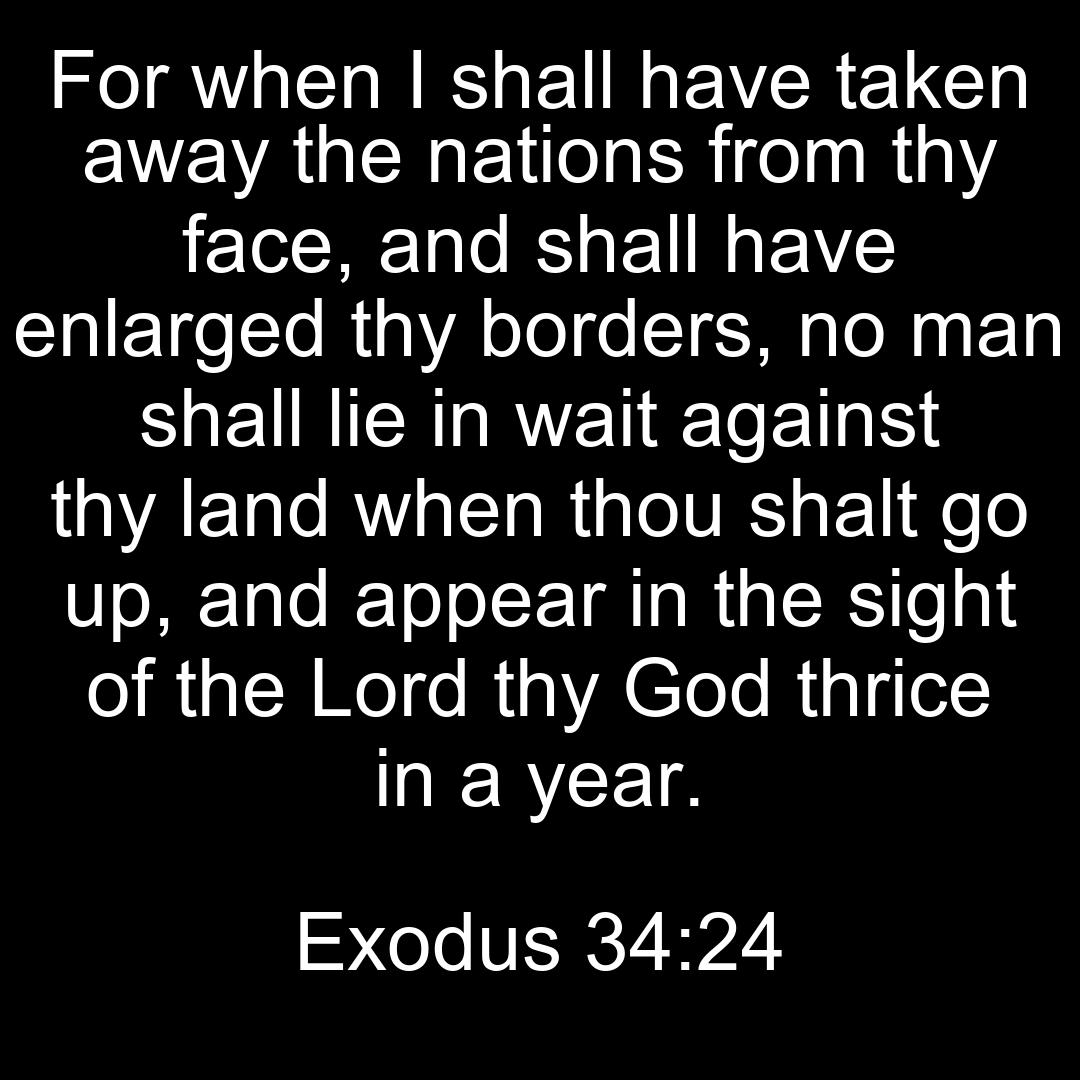 For when I shall have taken
away the nations from thy
face, and shall have
enlarged thy borders, no man
shall lie in wait against
thy land when thou shalt go
up, and appear in the sight
of the Lord thy God thrice
in a year.
Exodus 34:24